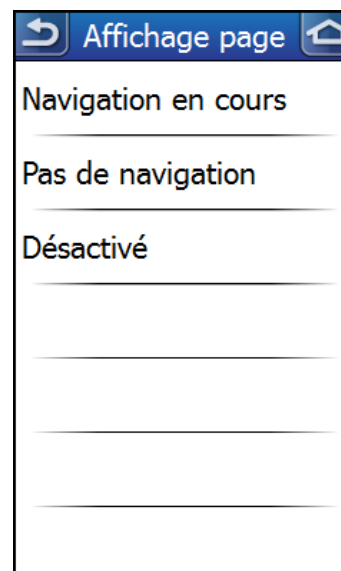 Affichage page
Navigation en cours
Pas de navigation
Désactivé